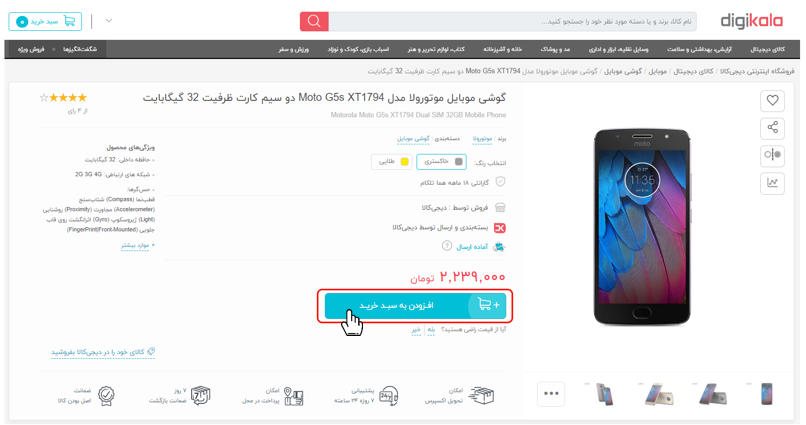 digikala
نام کالا، برند و یا دسته مورد نظر خود را جستجو کنید...
سبد خرید ۰
کالای دیجیتال
آرایشی، بهداشتی و سلامت
وسایل نقلیه، ابزار و اداری
مد و پوشاک
خانه و آشپزخانه
کتاب، لوازم تحریر و هنر
اسباب بازی، کودک و نوزاد
ورزش و سفر
شگفت‌انگیزها
فروش ویژه
فروشگاه اینترنتی دیجی‌کالا / کالای دیجیتال / موبایل / گوشی موبایل / گوشی موبایل موتورولا مدل Moto G5s XT1794 دو سیم کارت ظرفیت 32 گیگابایت
گوشی موبایل موتورولا مدل Moto G5s XT1794 دو سیم کارت ظرفیت 32 گیگابایت
Motorola Moto G5s XT1794 Dual SIM 32GB Mobile Phone
از ۴ رای
برند : موتورولا دسته‌بندی : گوشی موبایل
انتخاب رنگ: خاکستری طلایی
گارانتی ۱۸ ماهه هما تلکام
فروش توسط : دیجی‌کالا
بسته‌بندی و ارسال توسط دیجی‌کالا
آماده ارسال
ویژگی‌های محصول
حافظه داخلی: 32 گیگابایت
شبکه های ارتباطی: 2G 3G 4G
حس‌گرها:
قطب‌نما (Compass) شتاب‌سنج
(Accelerometer) مجاورت (Proximity) روشنایی
(Light) ژیروسکوپ (Gyro) اثرانگشت روی قاب
جلویی (FingerPrint(Front-Mounted
+ موارد بیشتر
۲,۲۳۹,۰۰۰ تومان
افزودن به سبد خرید
آیا از قیمت راضی هستید؟ بله | خیر
کالای خود را در دیجی‌کالا بفروشید
moto
11:35
امکان
تحویل اکسپرس
پشتیبانی
۷ روزه ۲۴ ساعته
امکان
پرداخت در محل
۷ روز
ضمانت بازگشت
ضمانت
اصل بودن کالا